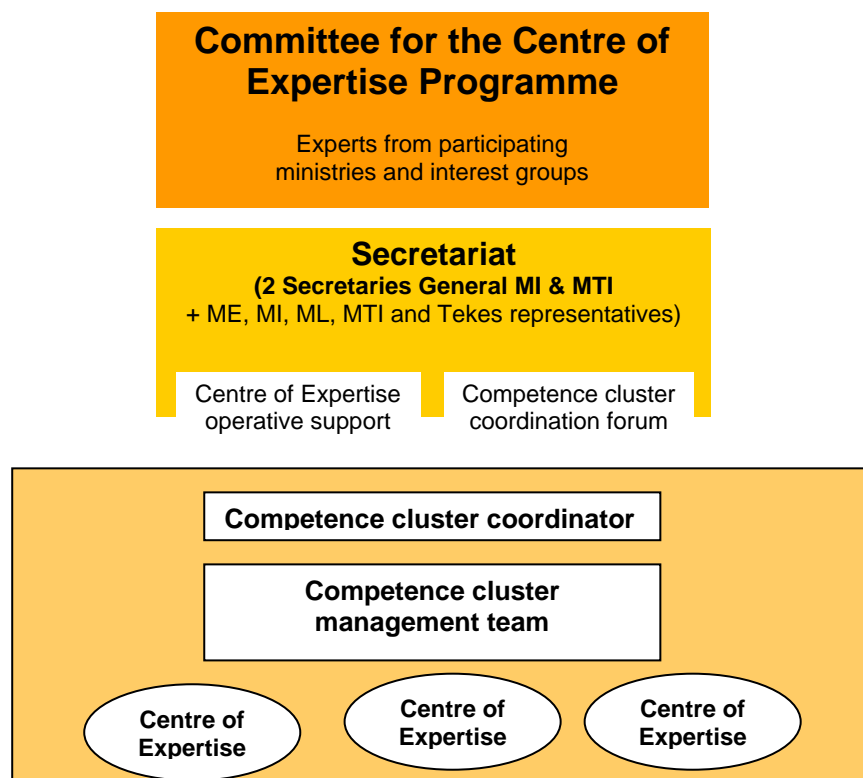 Committee for the Centre of
Expertise Programme
Experts from participating
ministries and interest groups
Secretariat
(2 Secretaries General MI & MTI
+ ME, MI, ML, MTI and Tekes representatives)
Centre of Expertise
operative support
Competence cluster
coordination forum
Competence cluster coordinator
Competence cluster
management team
Centre of
Expertise
Centre of
Expertise
Centre of
Expertise